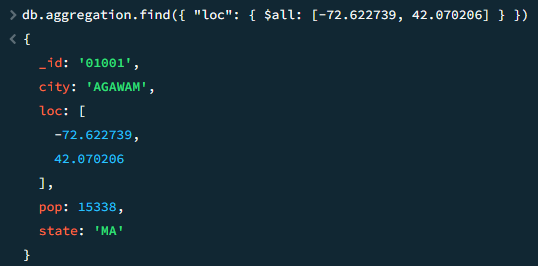 > db.aggregation.find({ "loc": { $all: [-72.622739, 42.070206] } })
< {
_id: '01001',
city: 'AGAWAM',
loc: [
-72.622739,
42.070206
],
pop: 15338,
state: 'MA'
}